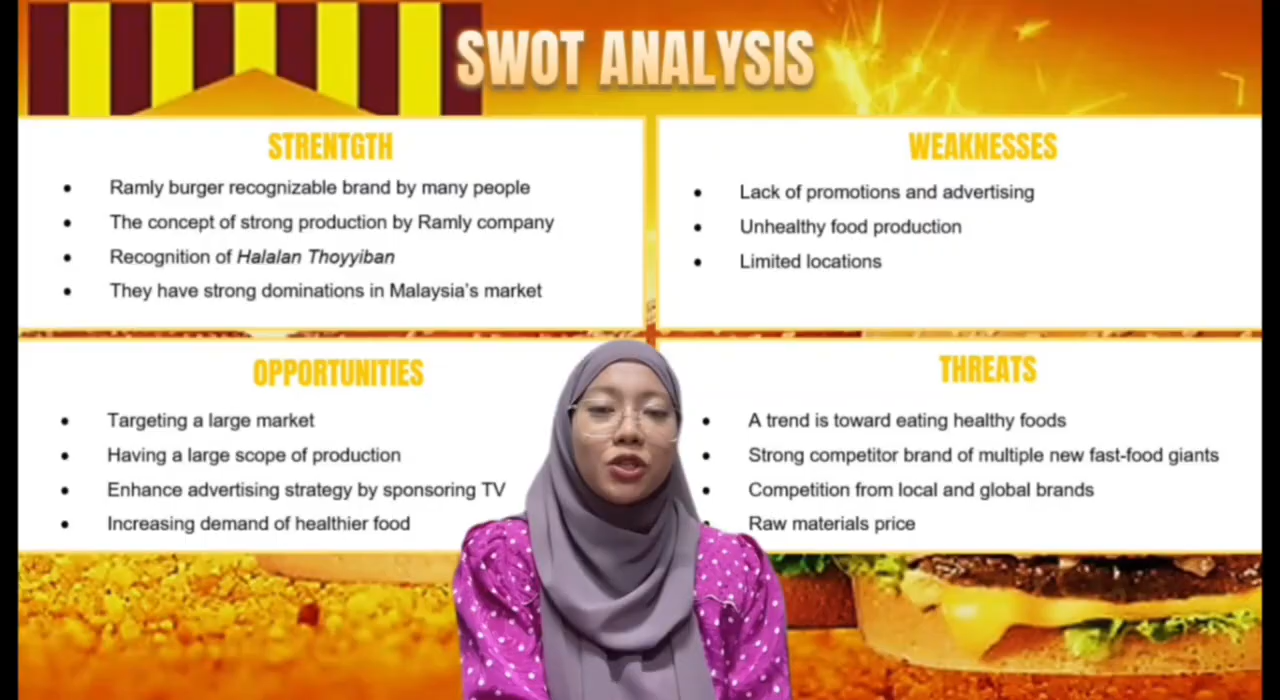 SWOT ANALYSIS
STRENTGTH
Ramly burger recognizable brand by many people
The concept of strong production by Ramly company
Recognition of Halalan Thoyyiban
They have strong dominations in Malaysia's market
WEAKNESSES
Lack of promotions and advertising
Unhealthy food production
Limited locations
OPPORTUNITIES
Targeting a large market
Having a large scope of production
Enhance advertising strategy by sponsoring TV
Increasing demand of healthier food
THREATS
A trend is toward eating healthy foods
Strong competitor brand of multiple new fast-food giants
Competition from local and global brands
Raw materials price